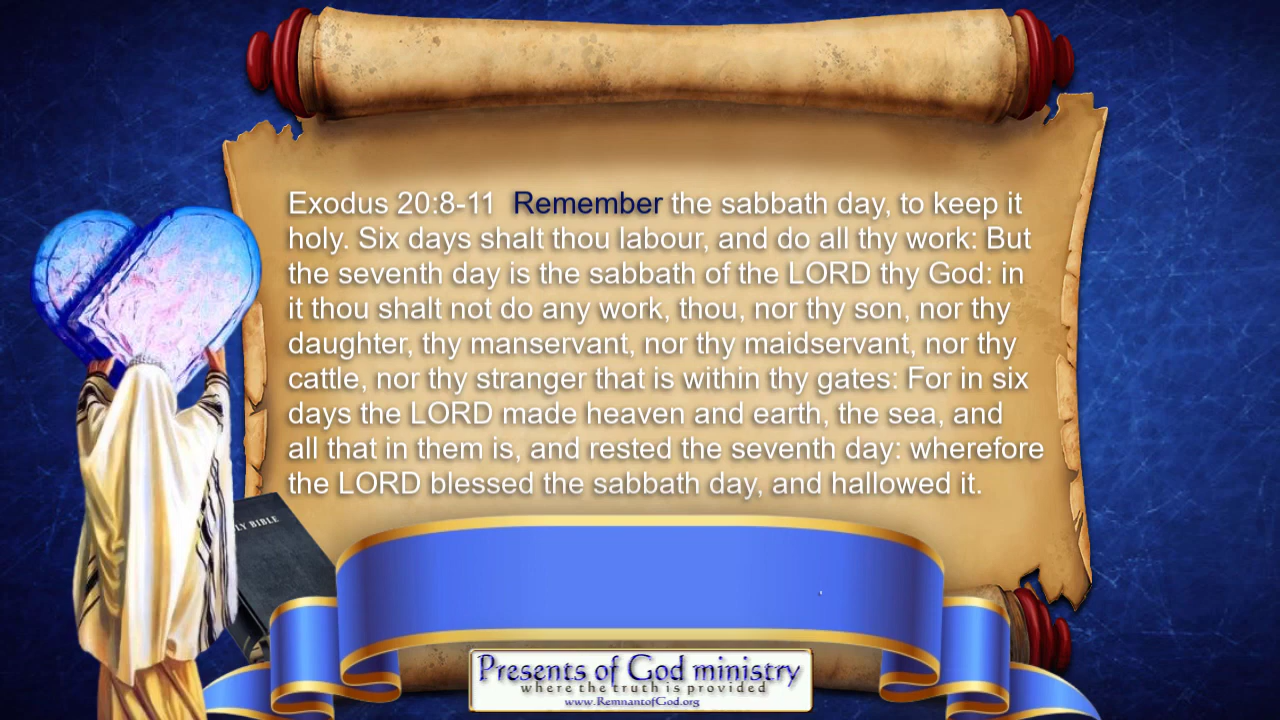 Exodus 20:8-11 Remember the sabbath day, to keep it
holy. Six days shalt thou labour, and do all thy work: But
the seventh day is the sabbath of the LORD thy God: in
it thou shalt not do any work, thou, nor thy son, nor thy
daughter, thy manservant, nor thy maidservant, nor thy
cattle, nor thy stranger that is within thy gates: For in six
days the LORD made heaven and earth, the sea, and
all that in them is, and rested the seventh day: wherefore
the LORD blessed the sabbath day, and hallowed it.
LY BIBLE
Presents of God ministry
where the truth is provided
www.RemnantofGod.org